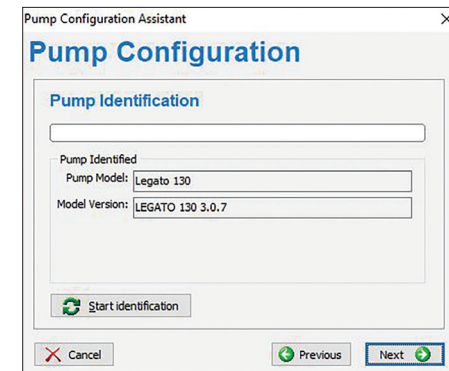 Pump Configuration Assistant
Pump Configuration
Pump Identification
Pump Identified
Pump Model: Legato 130
Model Version: LEGATO 130 3.0.7
Start identification
Cancel
Previous
Next